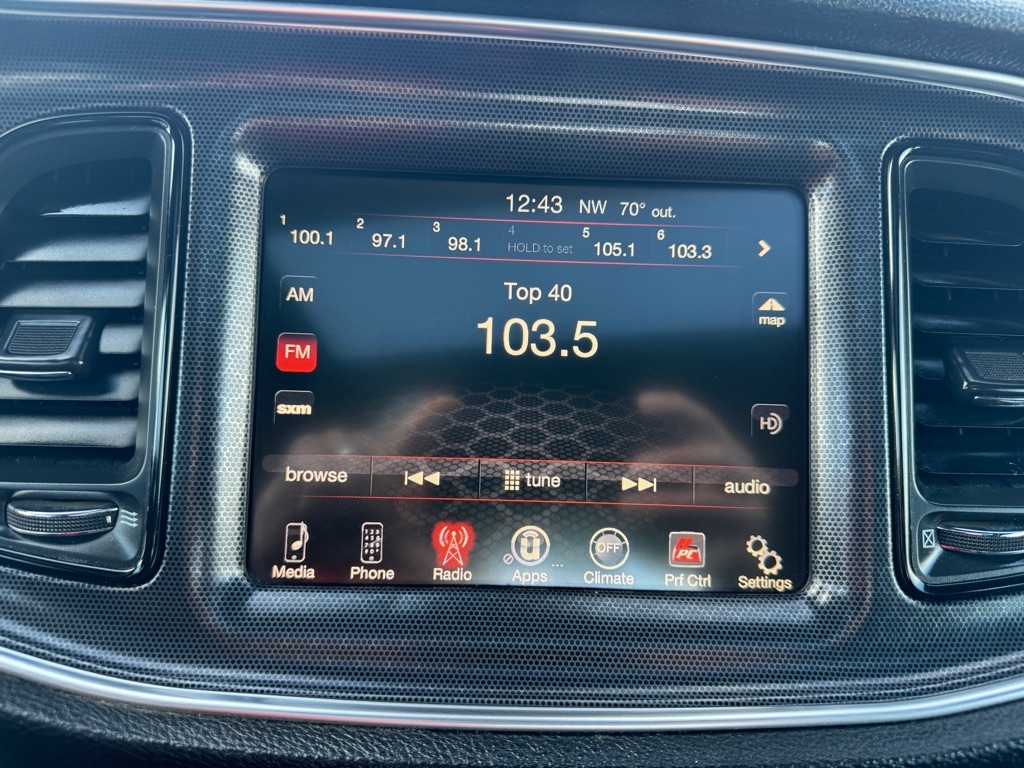 12:43 NW 70° out.
1 100.1 2 97.1 3 98.1 4 HOLD to set 5 105.1 6 103.3
AM
Top 40
map
FM
103.5
sxm
HD
browse tune audio
OFF
PC
Media Phone Radio Apps ... Climate Prf Ctrl Settings